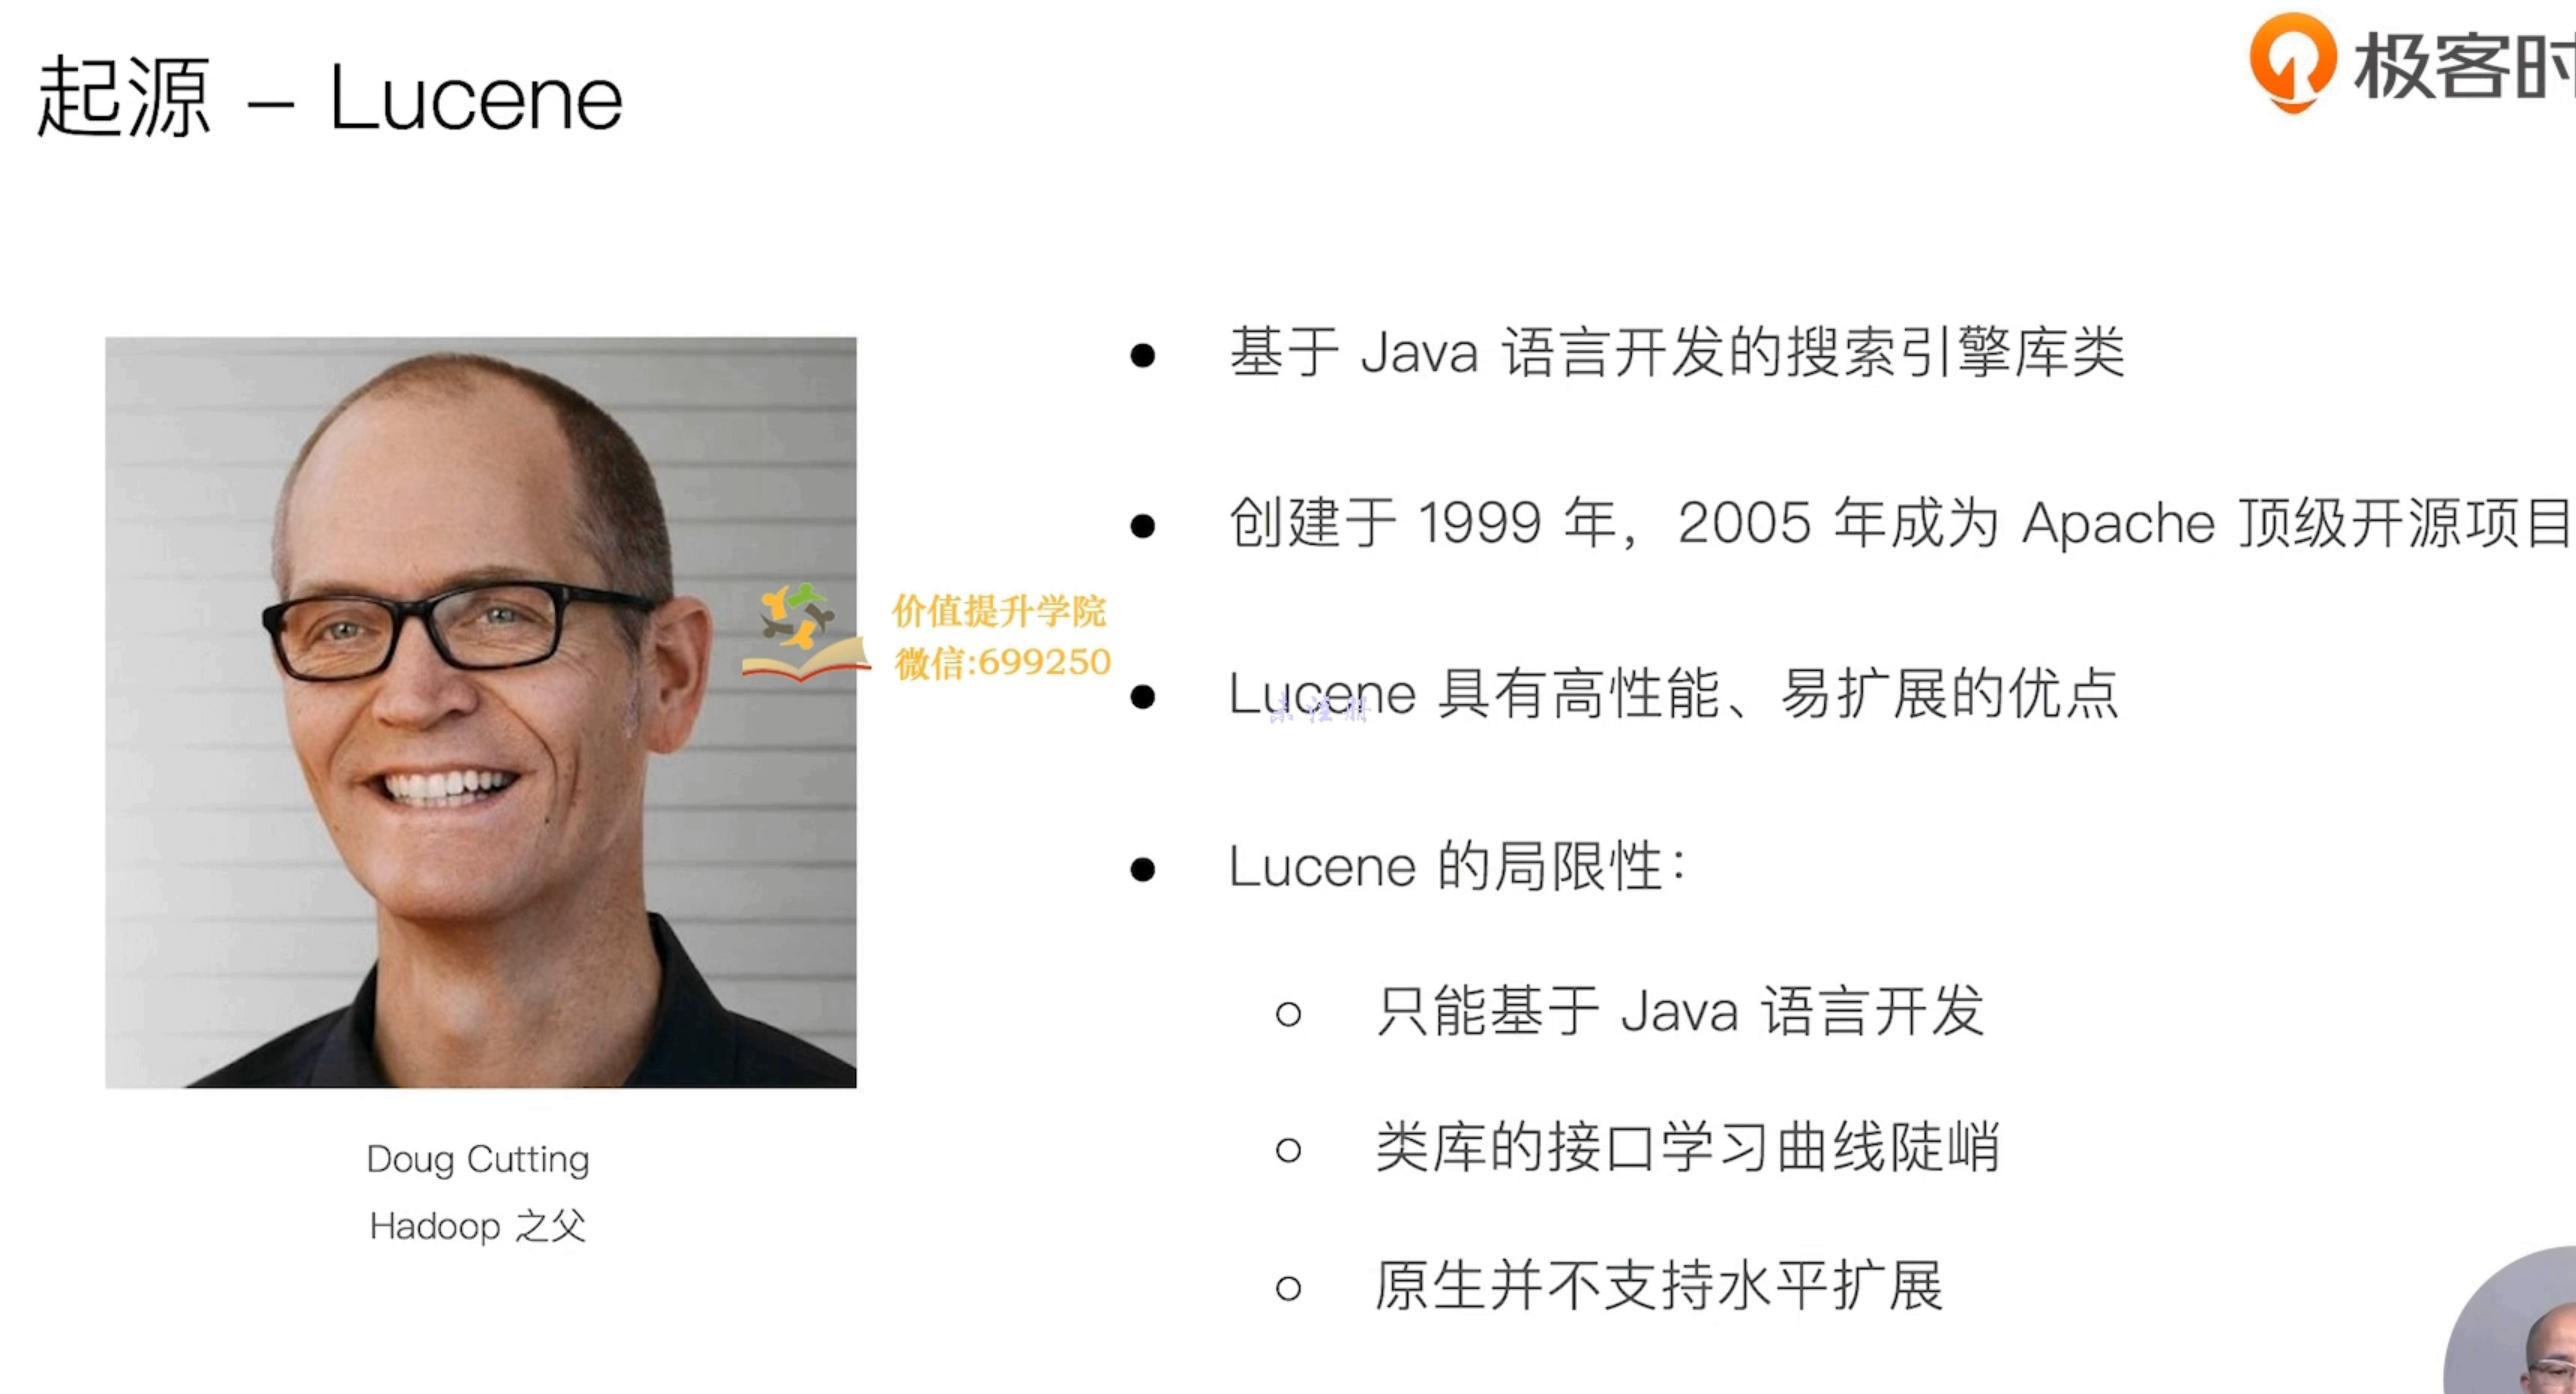 起源 – Lucene
极客时
基于 Java 语言开发的搜索引擎库类
创建于 1999 年，2005 年成为 Apache 顶级开源项目
价值提升学院
微信:699250
Lucene 具有高性能、易扩展的优点
未注册
Lucene 的局限性：
只能基于 Java 语言开发
类库的接口学习曲线陡峭
原生并不支持水平扩展
Doug Cutting
Hadoop 之父